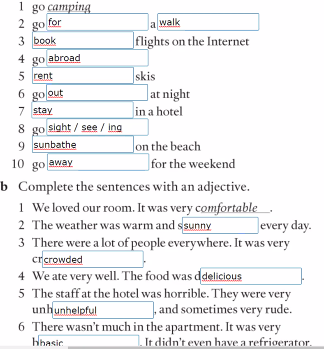 1 go camping
2 go for a walk
3 book flights on the Internet
4 go abroad
5 rent skis
6 go out at night
7 stay in a hotel
8 go sight / see / ing
9 sunbathe on the beach
10 go away for the weekend
b Complete the sentences with an adjective.
1 We loved our room. It was very comfortable.
2 The weather was warm and s sunny every day.
3 There were a lot of people everywhere. It was very
cr crowded.
4 We ate very well. The food was d delicious.
5 The staff at the hotel was horrible. They were very
unh unhelpful, and sometimes very rude.
6 There wasn't much in the apartment. It was very
b basic. It didn't even have a refrigerator.